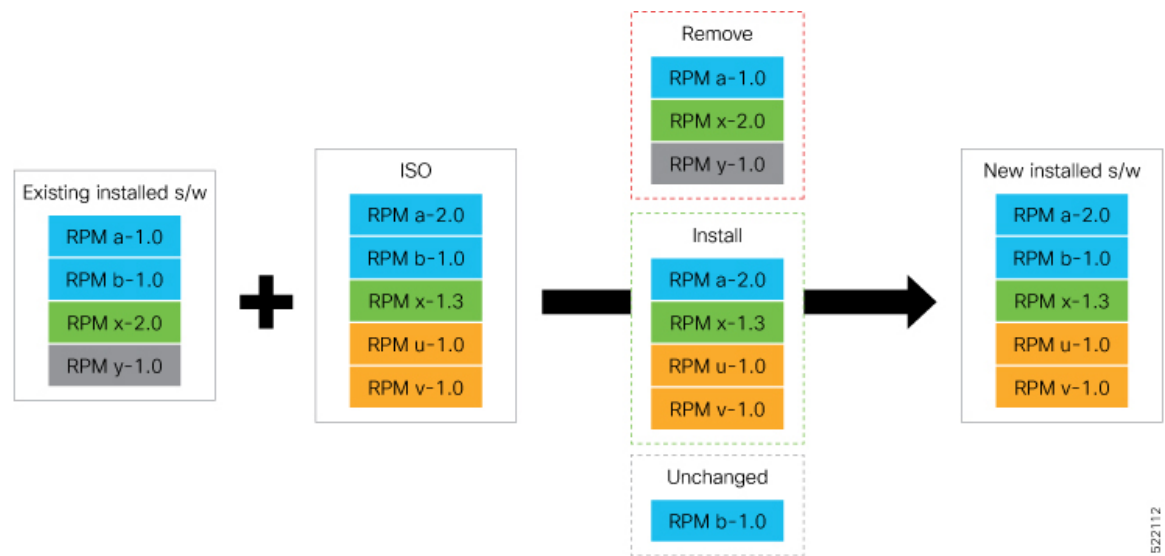 Existing installed s/w
RPM a-1.0
RPM b-1.0
RPM x-2.0
RPM y-1.0
ISO
RPM a-2.0
RPM b-1.0
RPM x-1.3
RPM u-1.0
RPM v-1.0
Remove
RPM a-1.0
RPM x-2.0
RPM y-1.0
Install
RPM a-2.0
RPM x-1.3
RPM u-1.0
RPM v-1.0
Unchanged
RPM b-1.0
New installed s/w
RPM a-2.0
RPM b-1.0
RPM x-1.3
RPM u-1.0
RPM v-1.0
522112